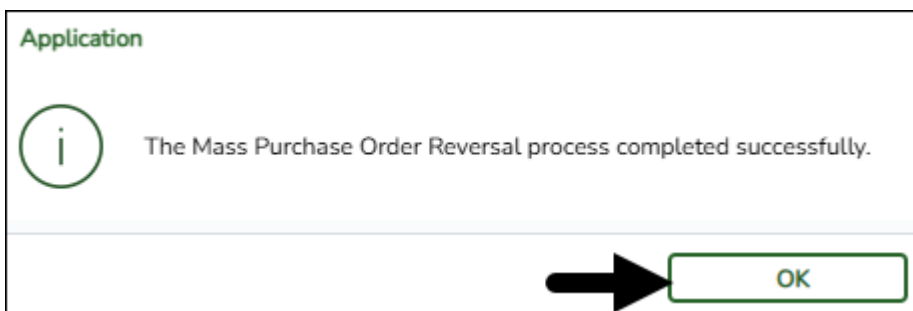 Application
The Mass Purchase Order Reversal process completed successfully.
OK